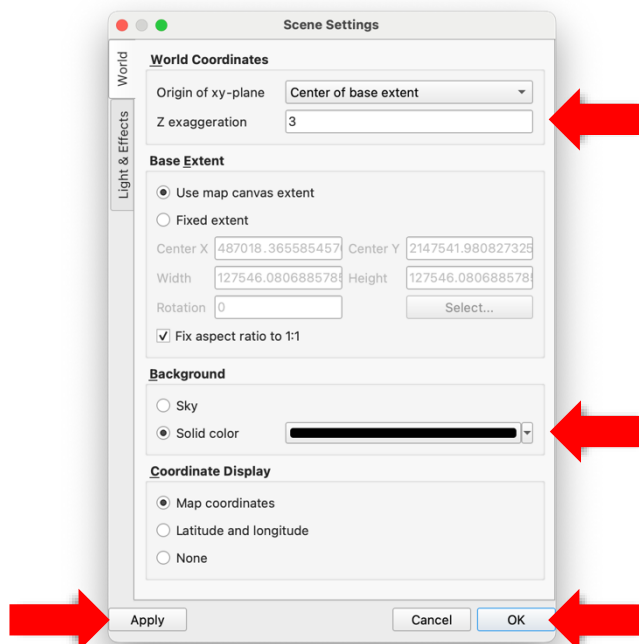 Scene Settings
World
Light & Effects
World Coordinates
Origin of xy-plane Center of base extent
Z exaggeration 3
Base Extent
Use map canvas extent
Fixed extent
Center X 487018.3658545760 Center Y 2147541.980827325
Width 127546.0806885785 Height 127546.0806885785
Rotation 0 Select...
Fix aspect ratio to 1:1
Background
Sky
Solid color
Coordinate Display
Map coordinates
Latitude and longitude
None
Apply Cancel OK